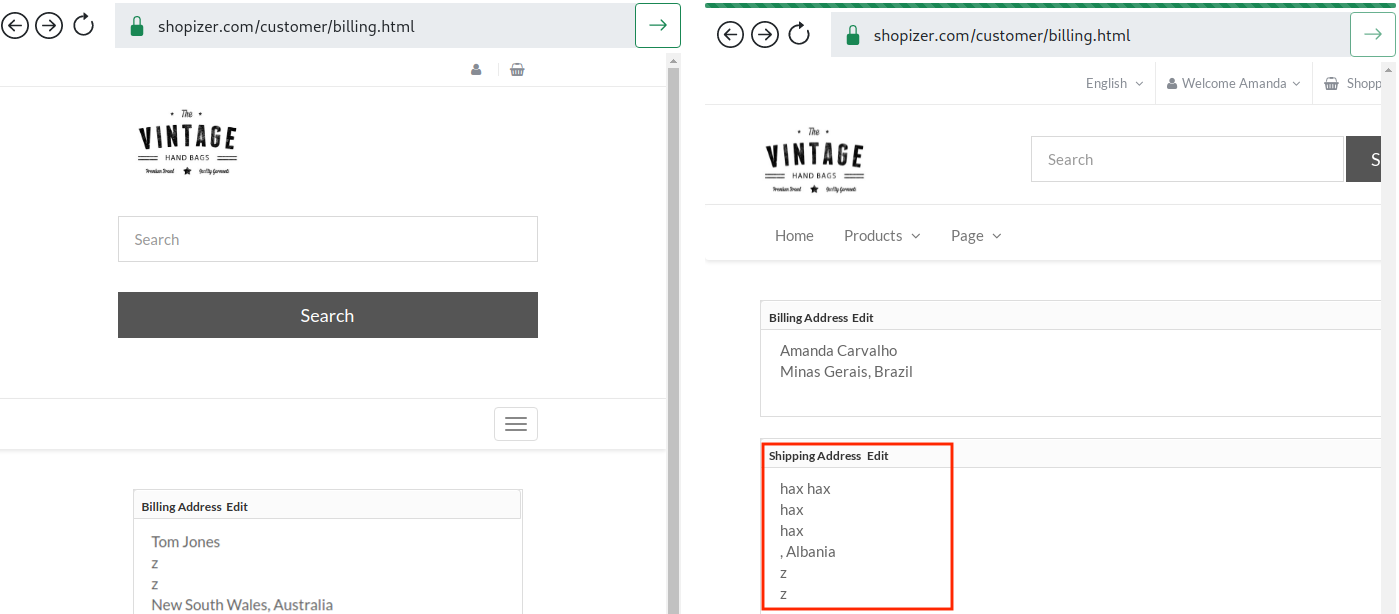 shopizer.com/customer/billing.html
The
VINTAGE
HAND BAGS
Search
Search
Billing Address Edit
Tom Jones
z
z
New South Wales, Australia
shopizer.com/customer/billing.html
English
Welcome Amanda
Shopp
The
VINTAGE
HAND BAGS
Search
S
Home Products Page
Billing Address Edit
Amanda Carvalho
Minas Gerais, Brazil
Shipping Address Edit
hax hax
hax
hax
, Albania
z
z